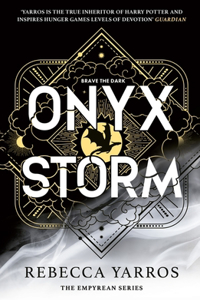 'YARROS IS THE TRUE INHERITOR OF HARRY POTTER AND
INSPIRES HUNGER GAMES LEVELS OF DEVOTION' GUARDIAN
BRAVE THE DARK
ONYX
STORM
REBECCA YARROS
THE EMPYREAN SERIES